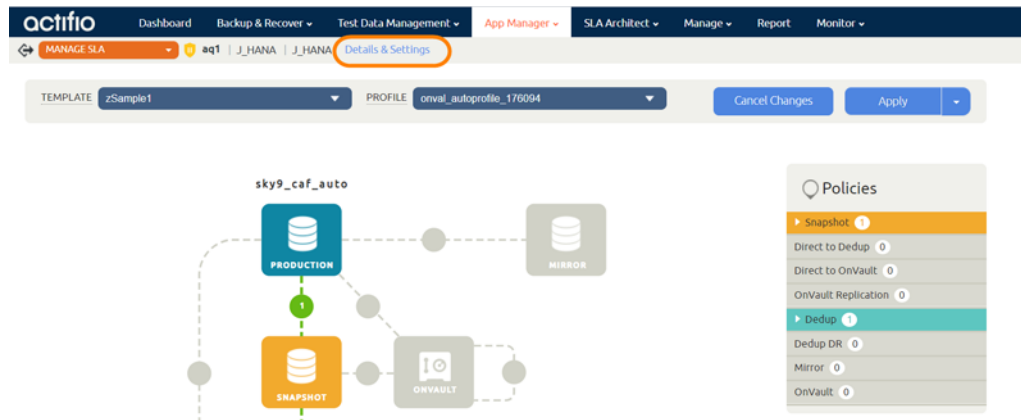 actifio Dashboard Backup & Recover Test Data Management App Manager SLA Architect Manage Report Monitor
MANAGE SLA aq1 | J_HANA | J_HANA Details & Settings
TEMPLATE zSample1 PROFILE onval_autoprofile_176094 Cancel Changes Apply
sky9_caf_auto
PRODUCTION
MIRROR
1
SNAPSHOT
ONVAULT
Policies
Snapshot 1
Direct to Dedup 0
Direct to OnVault 0
OnVault Replication 0
Dedup 1
Dedup DR 0
Mirror 0
OnVault 0